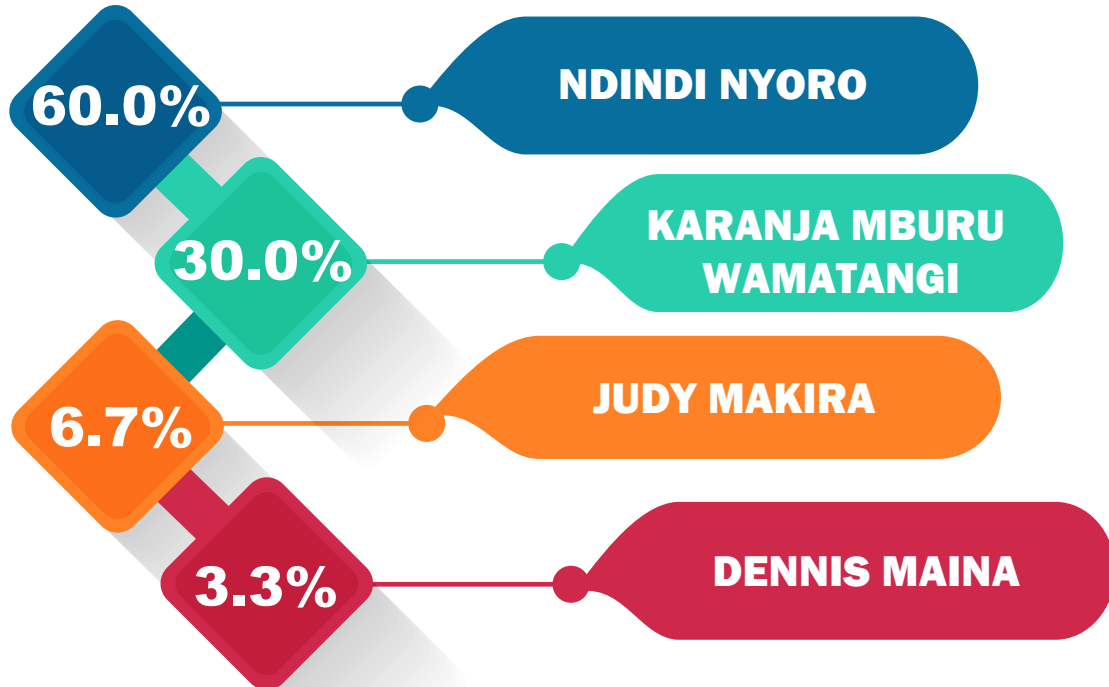 60.0%
NDINDI NYORO
30.0%
KARANJA MBURU
WAMATANGI
6.7%
JUDY MAKIRA
3.3%
DENNIS MAINA